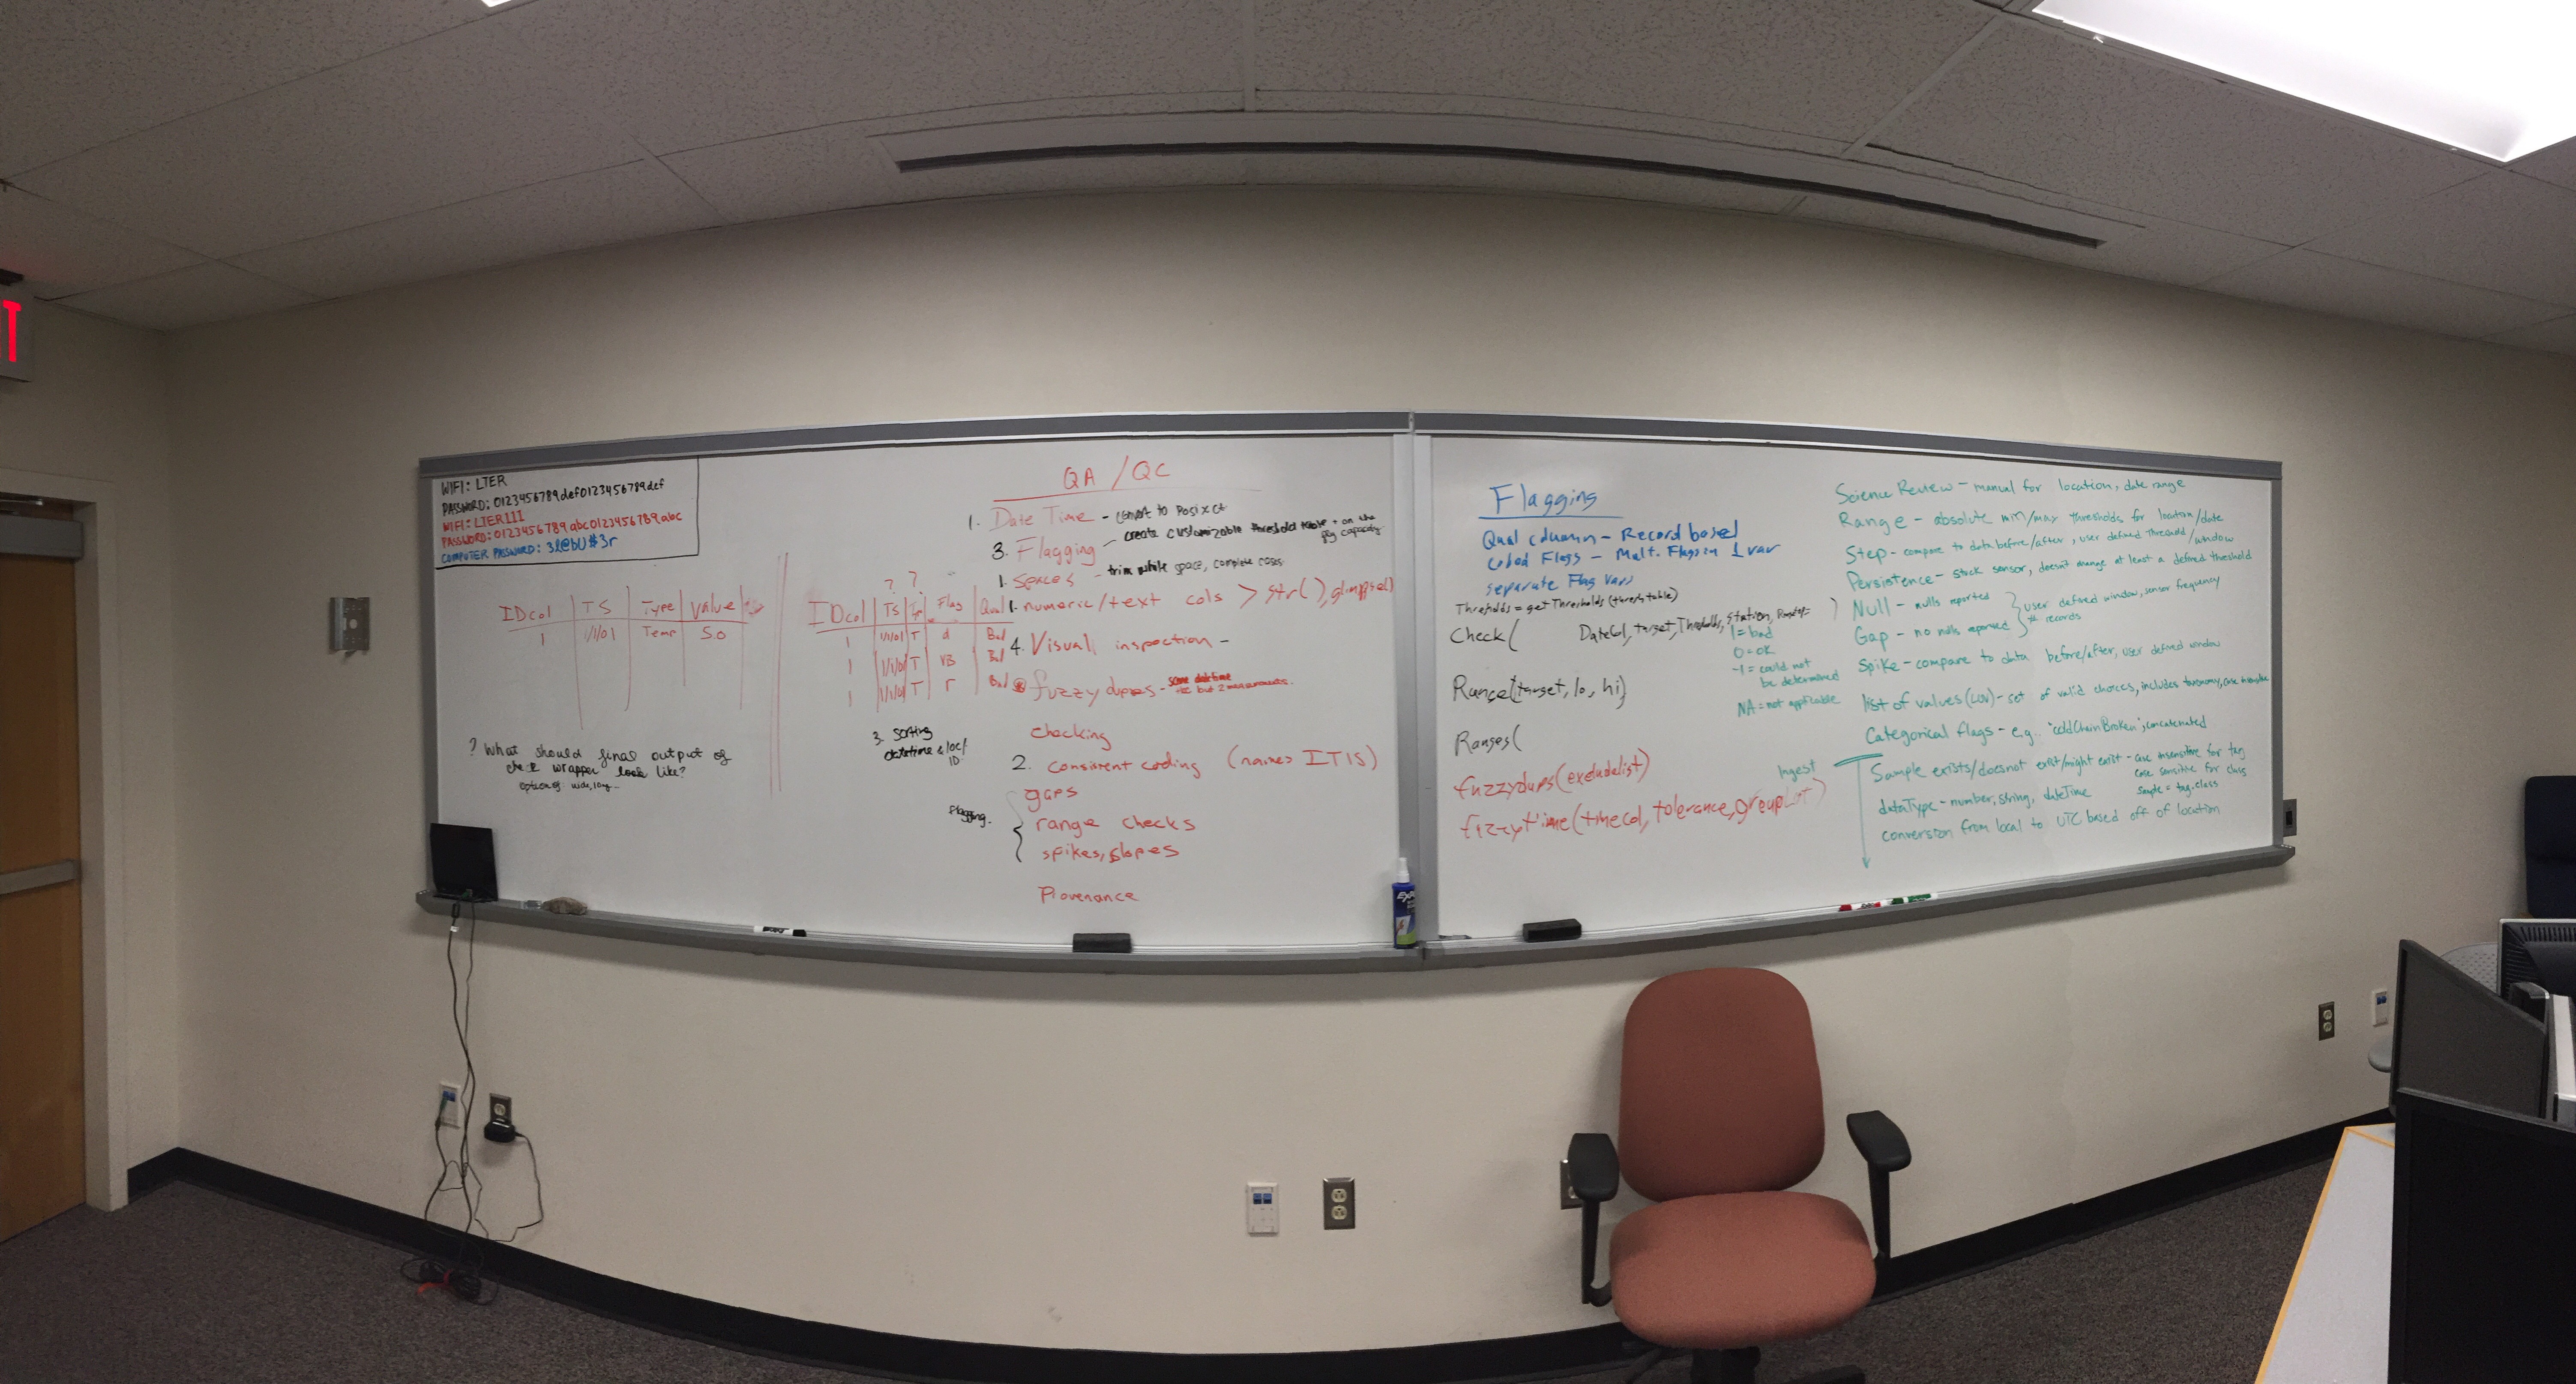 WIFI: LTER
PASSWORD: 0123456789def0123456789def
WIFI: LTER111
PASSWORD: 0123456789abc0123456789abc
COMPUTER PASSWORD: 3l@bU#3r
IDcol TS Type Value
1 1/1/01 Temp 5.0
? What should final output of
check wrapper look like?
options: wide, long...
? ?
IDcol TS Typ Flag Qual
1 1/1/01 T d Bad
1 1/1/01 T VB Bad
1 1/1/01 T r Bad
3. Sorting
datetime & loc/
ID
QA / QC
1. Date Time - convert to Posixct
3. Flagging - create customizable threshold table + on the
fly capacity
1. Spaces - trim white space, complete cases
1. numeric/text cols > str(), glimpse()
4. Visual inspection -
fuzzy dupes - same datetime
but 2 measurements.
checking
2. consistent coding (names ITIS)
flagging.
gaps
range checks
spikes, slopes
Provenance
Flagging
Qual column - Record based
Coded Flags - Mult. Flags in 1 var
separate Flag vars
Thresholds = getThresholds (thresh table)
Check( DateCol, target, Thresholds, Station, )
1 = bad
0 = ok
-1 = could not
be determined
NA = not applicable
Range(target, lo, hi)
Ranges(
fuzzydups(excludelist)
fizzytime(timecol, tolerance, grouplist)
Science Review - manual for location, date range
Range - absolute min/max thresholds for location/date
Step - compare to data before/after, user defined threshold/window
Persistence - stuck sensor, doesn't change at least a defined threshold
Null - nulls reported
Gap - no nulls reported
user defined window, sensor frequency
# records
Spike - compare to data before/after, user defined window
list of values (LOV) - set of valid choices, includes taxonomy, case
Categorical flags - e.g. "coldChainBroken", concatenated
Ingest
Sample exists/doesnot exist/might exist - case insensitive for tag
case sensitive for class
sample = tag.class
dataType - number, string, dateTime
conversion from local to UTC based off of location